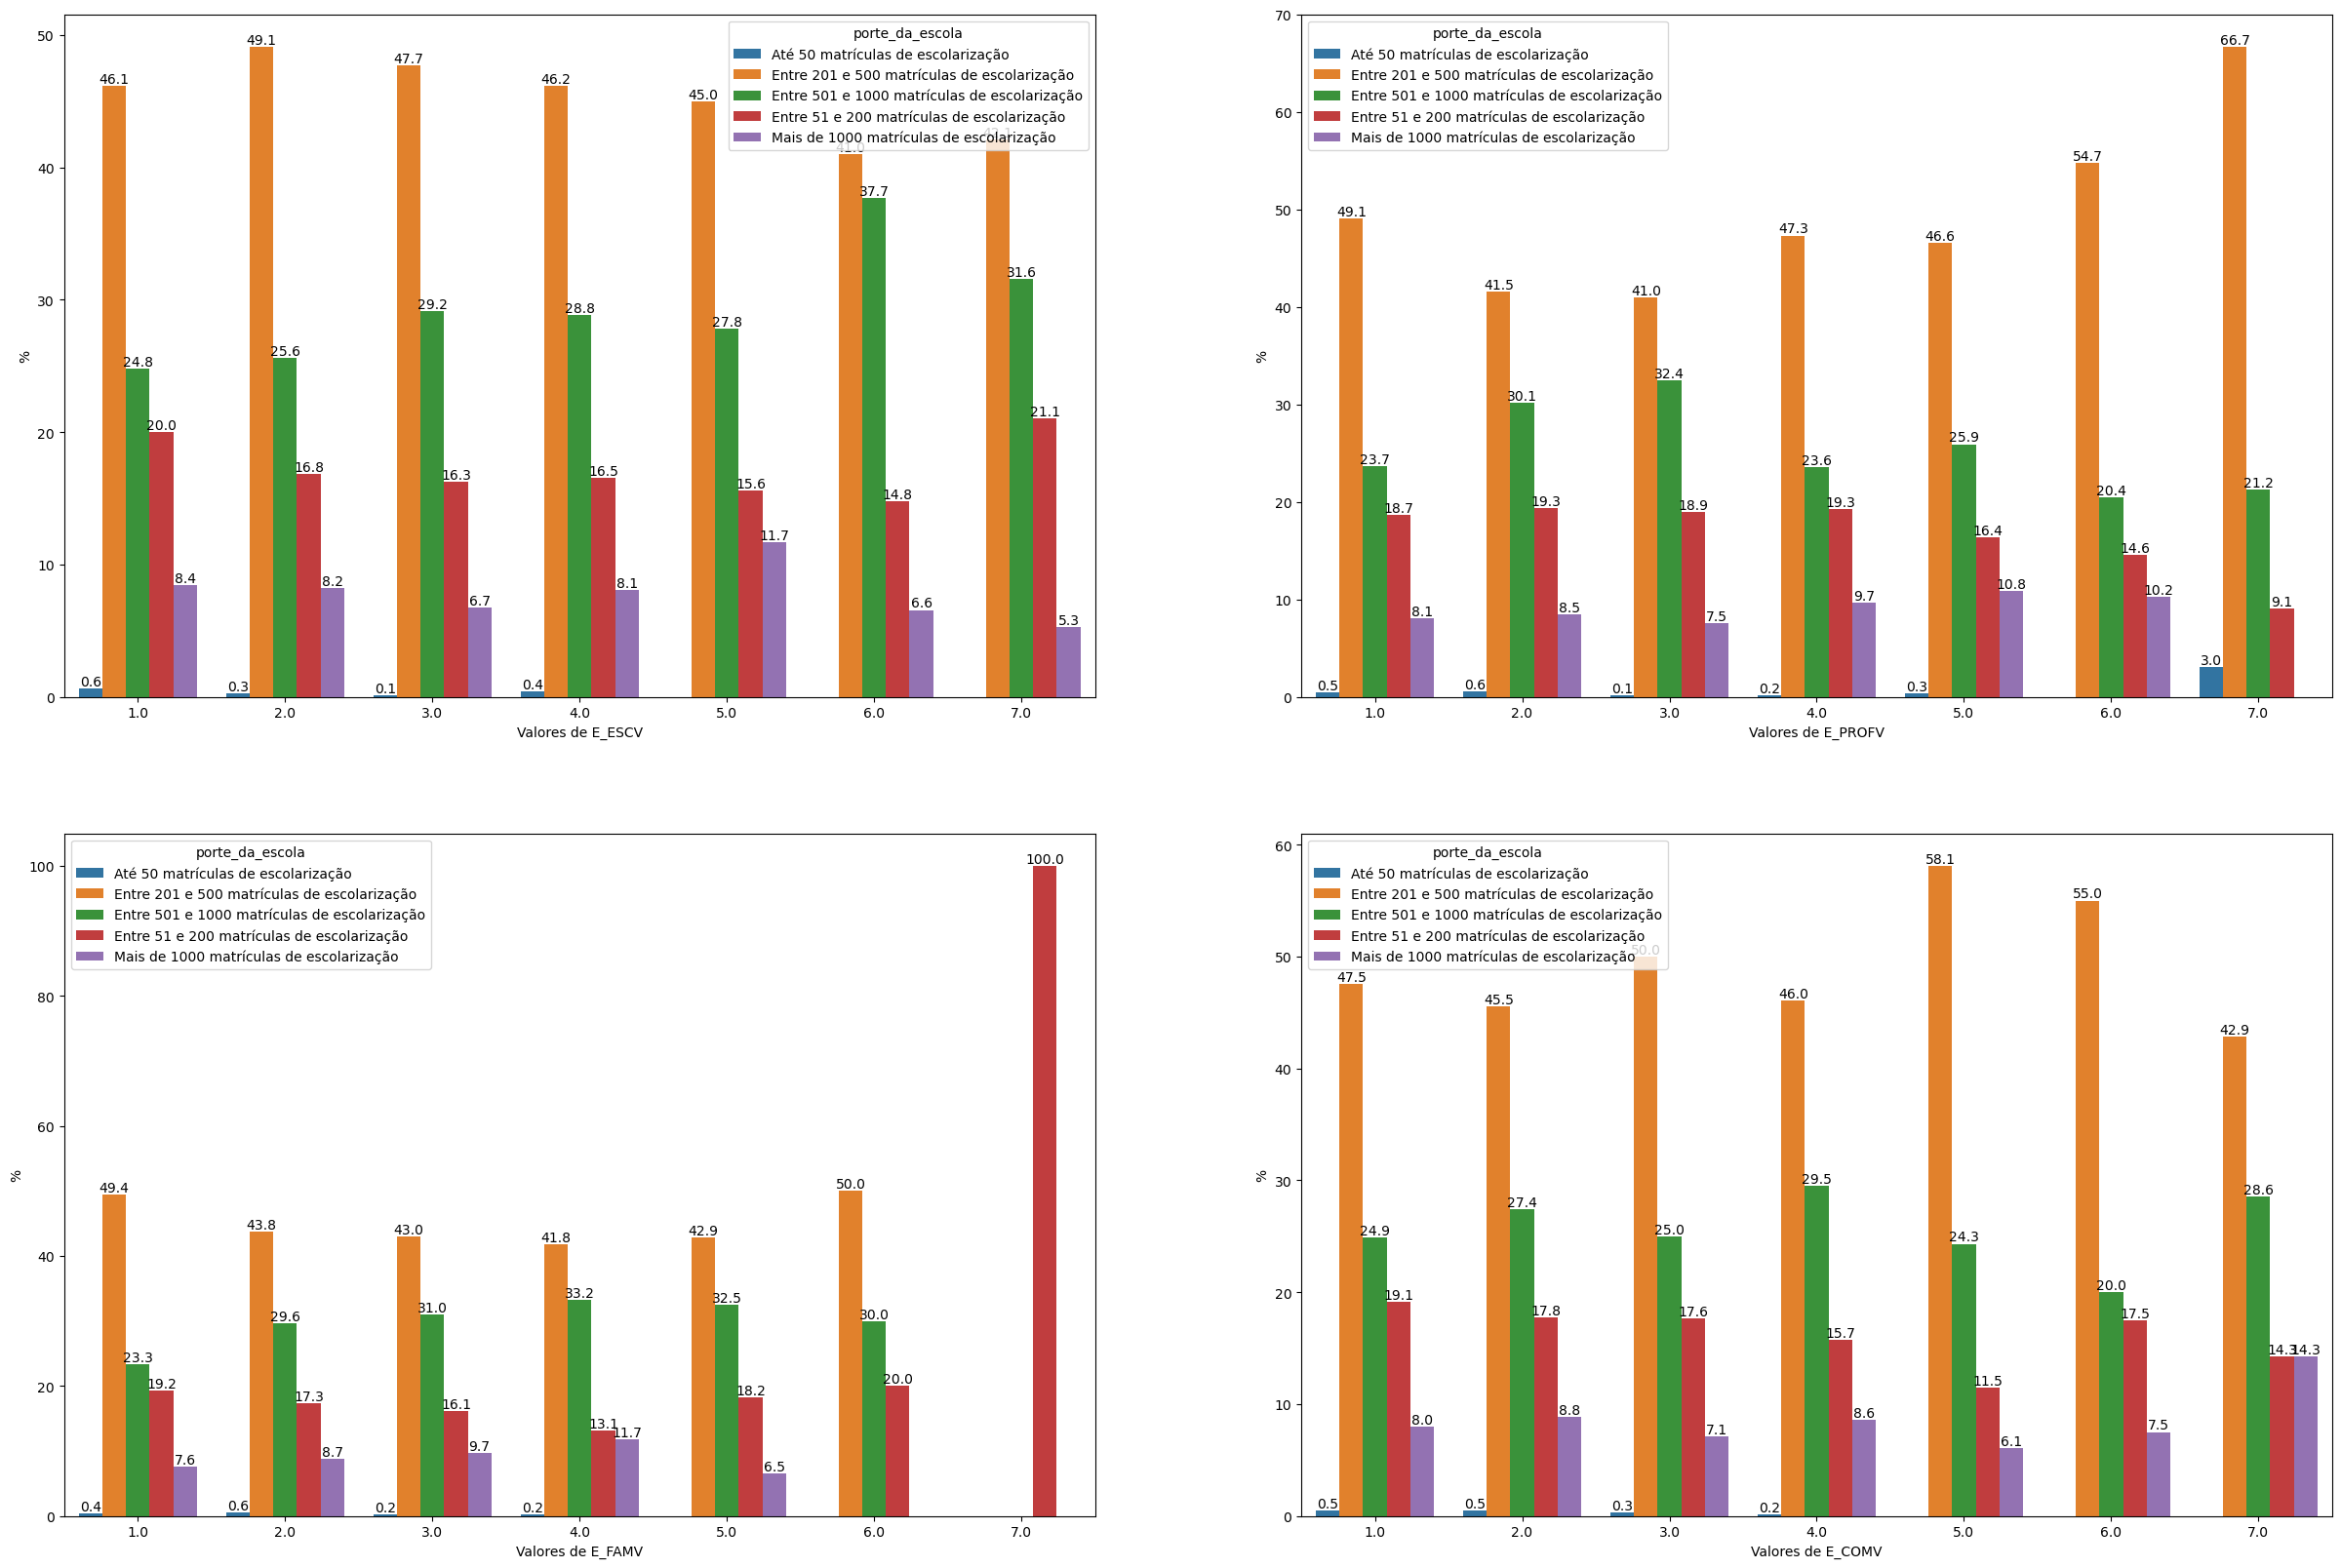 porte_da_escola
Até 50 matrículas de escolarização
Entre 201 e 500 matrículas de escolarização
Entre 501 e 1000 matrículas de escolarização
Entre 51 e 200 matrículas de escolarização
Mais de 1000 matrículas de escolarização
50
40
30
20
10
0
%
0.6 46.1 24.8 20.0 8.4
0.3 49.1 25.6 16.8 8.2
0.1 47.7 29.2 16.3 6.7
0.4 46.2 28.8 16.5 8.1
45.0 27.8 15.6 11.7
41.0 37.7 14.8 6.6
42.1 31.6 21.1 5.3
1.0 2.0 3.0 4.0 5.0 6.0 7.0
Valores de E_ESCV
porte_da_escola
Até 50 matrículas de escolarização
Entre 201 e 500 matrículas de escolarização
Entre 501 e 1000 matrículas de escolarização
Entre 51 e 200 matrículas de escolarização
Mais de 1000 matrículas de escolarização
70
60
50
40
30
20
10
0
%
0.5 49.1 23.7 18.7 8.1
0.6 41.5 30.1 19.3 8.5
0.1 41.0 32.4 18.9 7.5
0.2 47.3 23.6 19.3 9.7
0.3 46.6 25.9 16.4 10.8
54.7 20.4 14.6 10.2
3.0 66.7 21.2 9.1
1.0 2.0 3.0 4.0 5.0 6.0 7.0
Valores de E_PROFV
porte_da_escola
Até 50 matrículas de escolarização
Entre 201 e 500 matrículas de escolarização
Entre 501 e 1000 matrículas de escolarização
Entre 51 e 200 matrículas de escolarização
Mais de 1000 matrículas de escolarização
100
80
60
40
20
0
%
0.4 49.4 23.3 19.2 7.6
0.6 43.8 29.6 17.3 8.7
0.2 43.0 31.0 16.1 9.7
0.2 41.8 33.2 13.1 11.7
42.9 32.5 18.2 6.5
50.0 30.0 20.0
100.0
1.0 2.0 3.0 4.0 5.0 6.0 7.0
Valores de E_FAMV
porte_da_escola
Até 50 matrículas de escolarização
Entre 201 e 500 matrículas de escolarização
Entre 501 e 1000 matrículas de escolarização
Entre 51 e 200 matrículas de escolarização
Mais de 1000 matrículas de escolarização
60
50
40
30
20
10
0
%
0.5 47.5 24.9 19.1 8.0
0.5 45.5 27.4 17.8 8.8
0.3 50.0 25.0 17.6 7.1
0.2 46.0 29.5 15.7 8.6
58.1 24.3 11.5 6.1
55.0 20.0 17.5 7.5
42.9 28.6 14.3 14.3
1.0 2.0 3.0 4.0 5.0 6.0 7.0
Valores de E_COMV